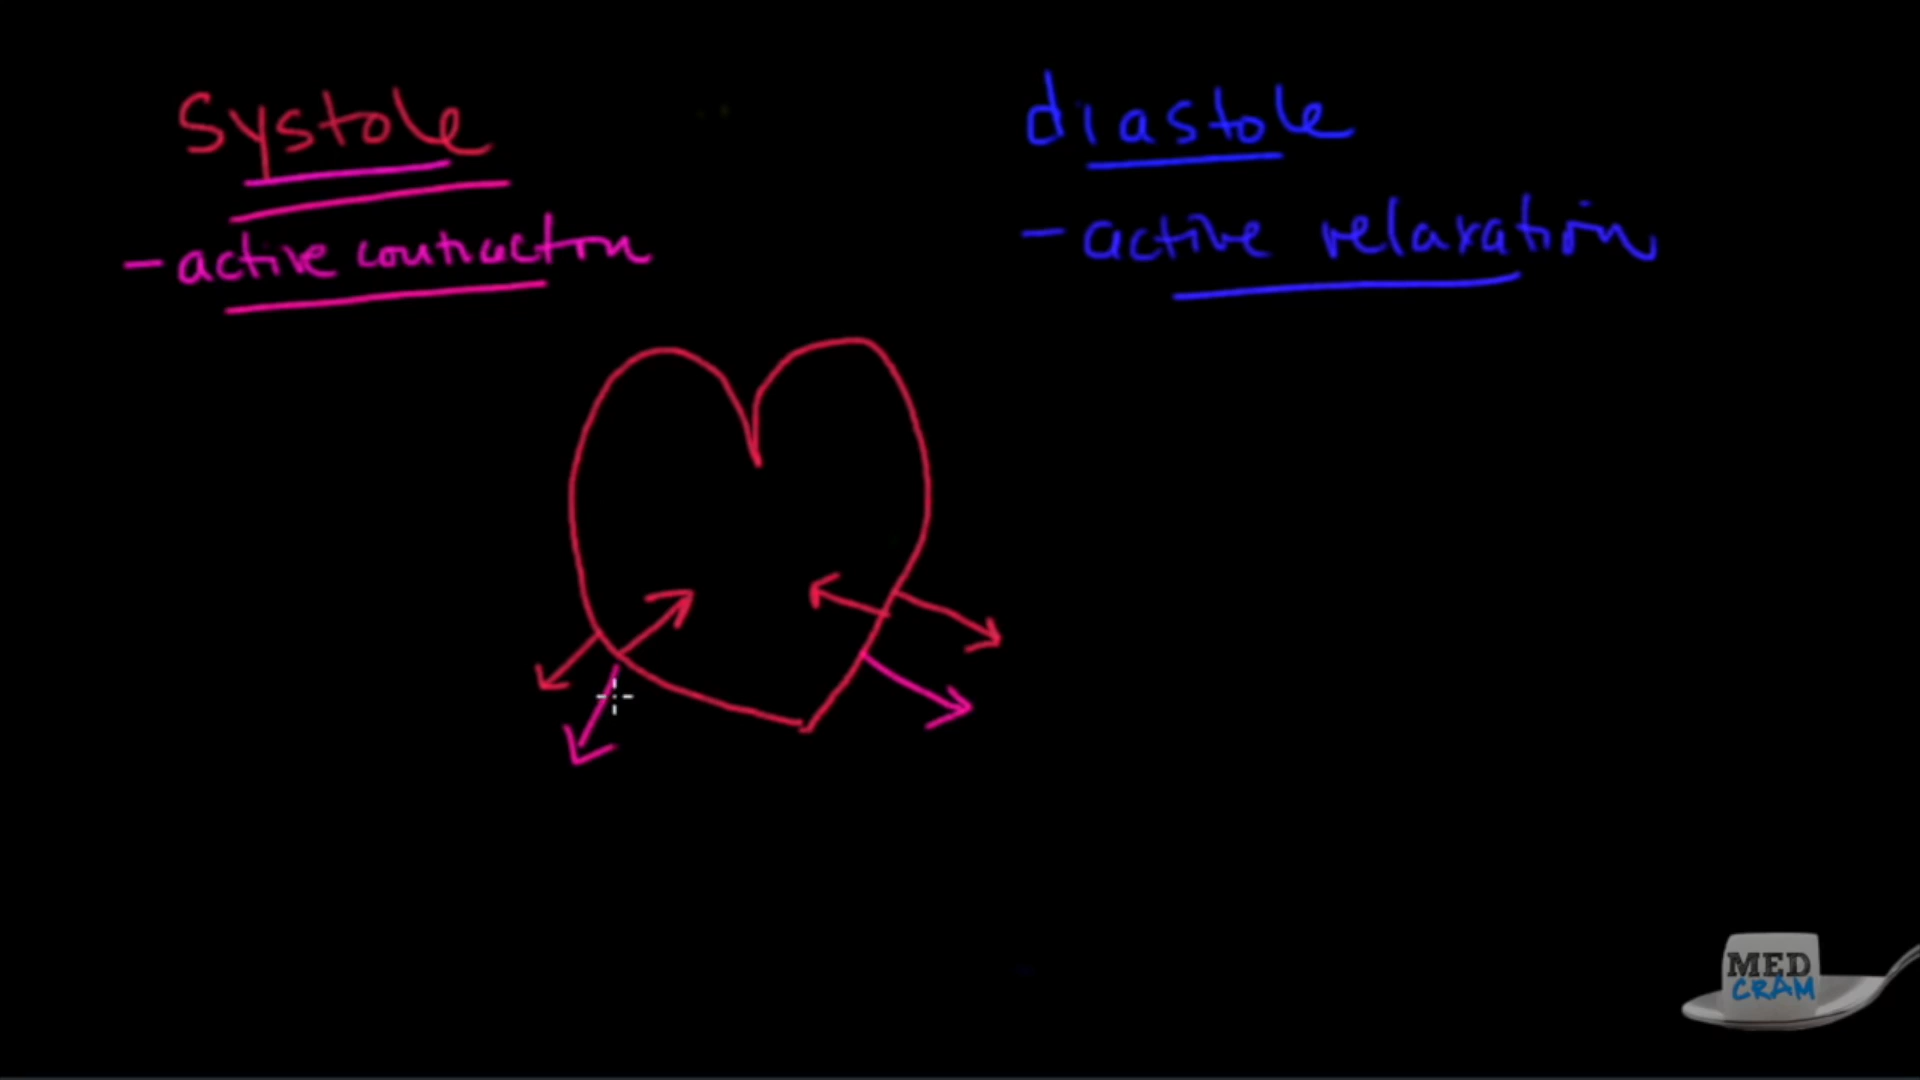 Systole
- active contraction
diastole
- active relaxation
MED
CRAM